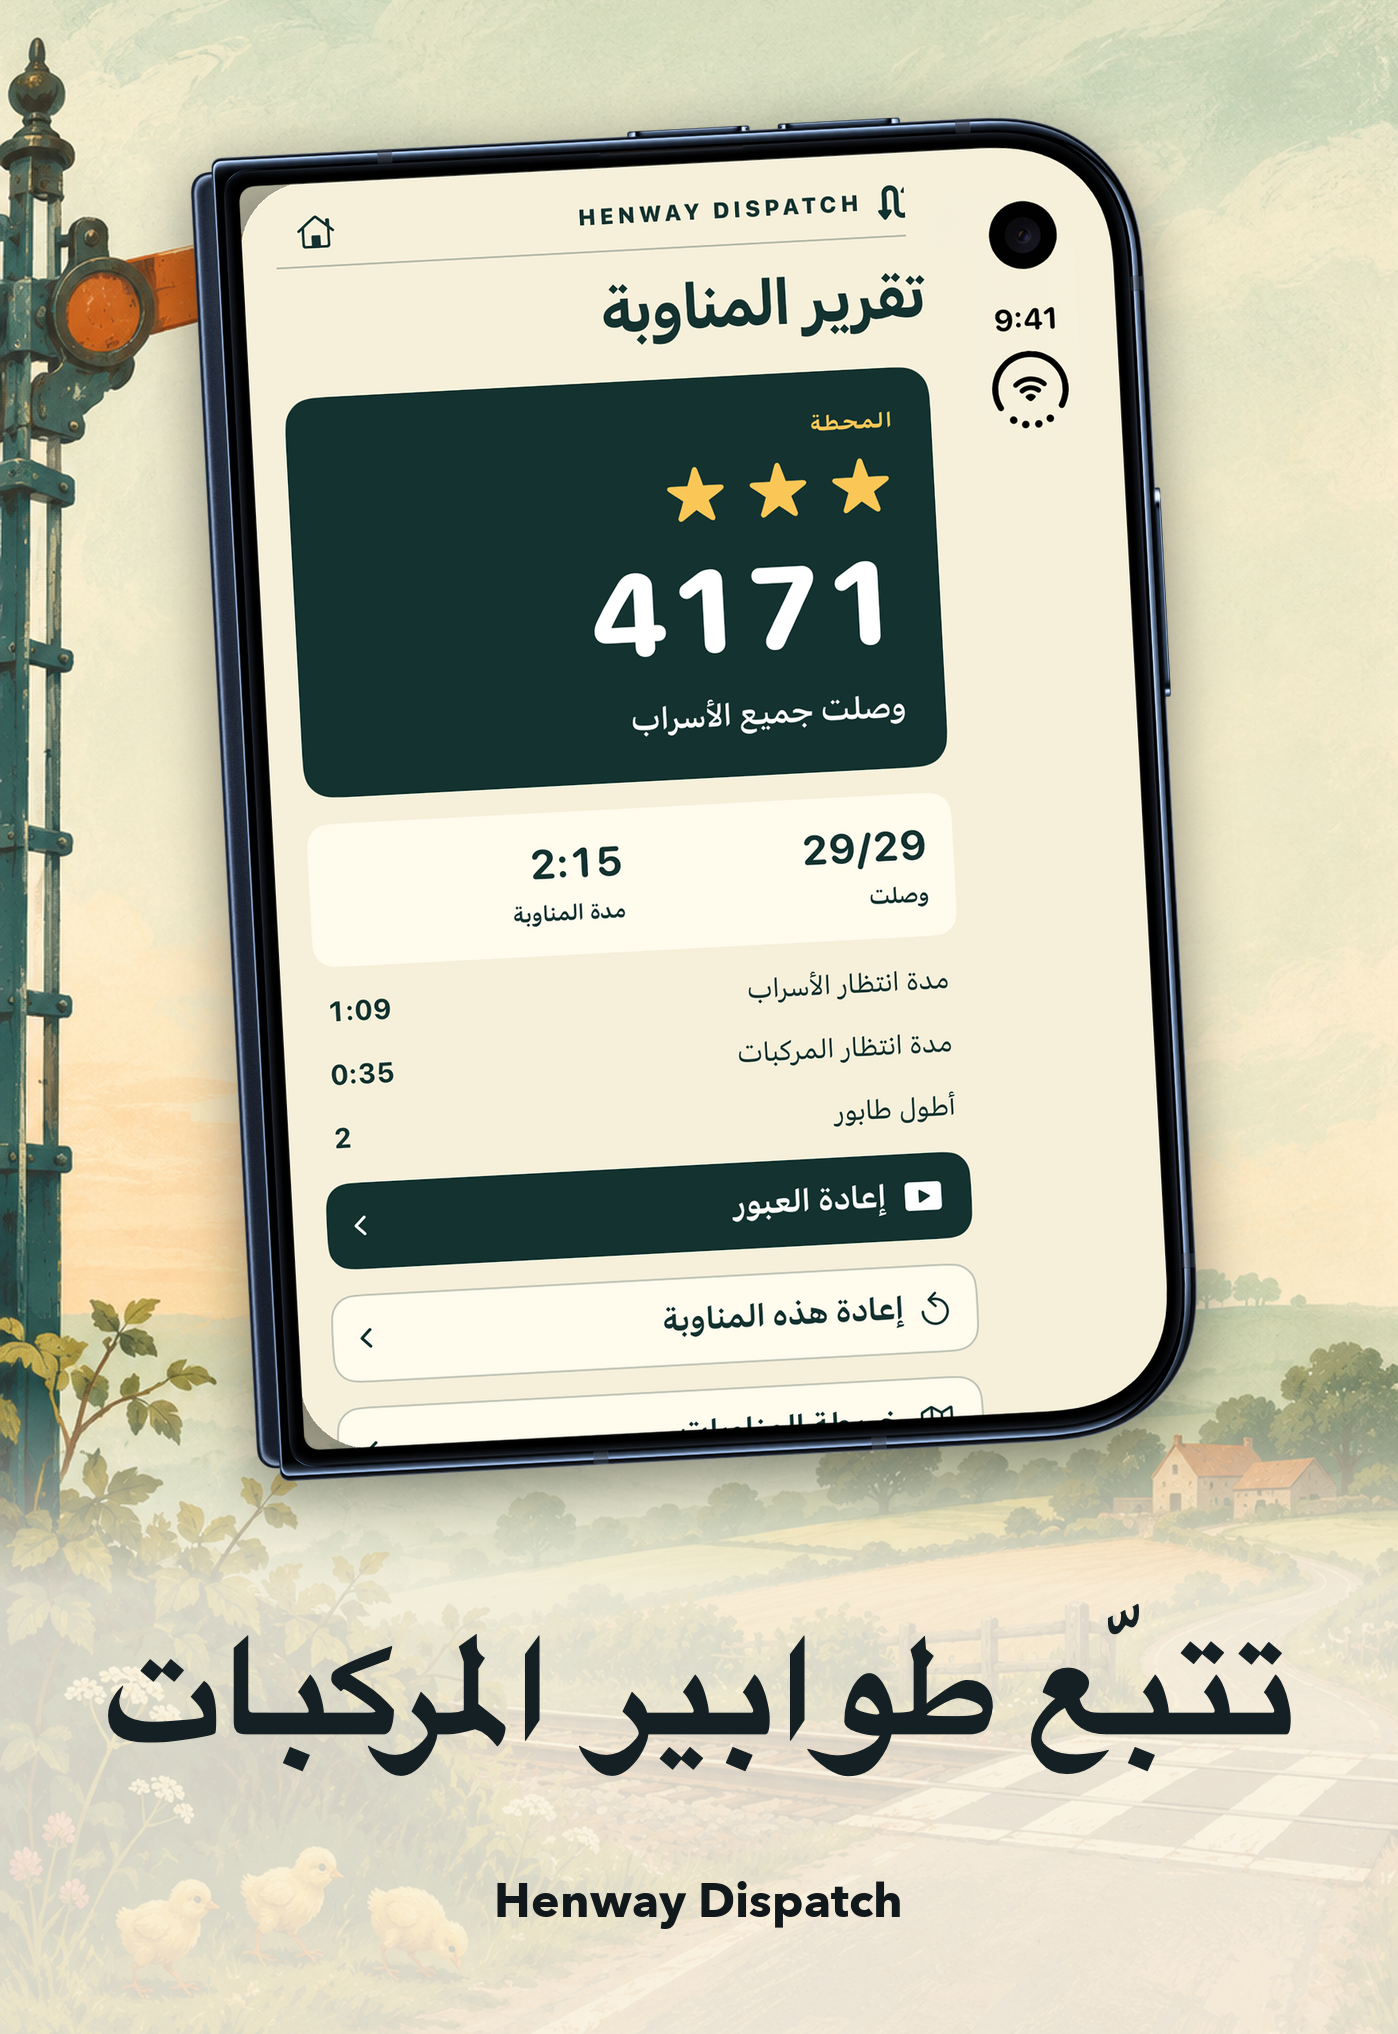 HENWAY DISPATCH
9:41
تقرير المناوبة
المحطة
4171
وصلت جميع الأسراب
29/29
وصلت
2:15
مدة المناوبة
مدة انتظار الأسراب
1:09
مدة انتظار المركبات
0:35
أطول طابور
2
إعادة العبور
إعادة هذه المناوبة
تتبّع طوابير المركبات
Henway Dispatch